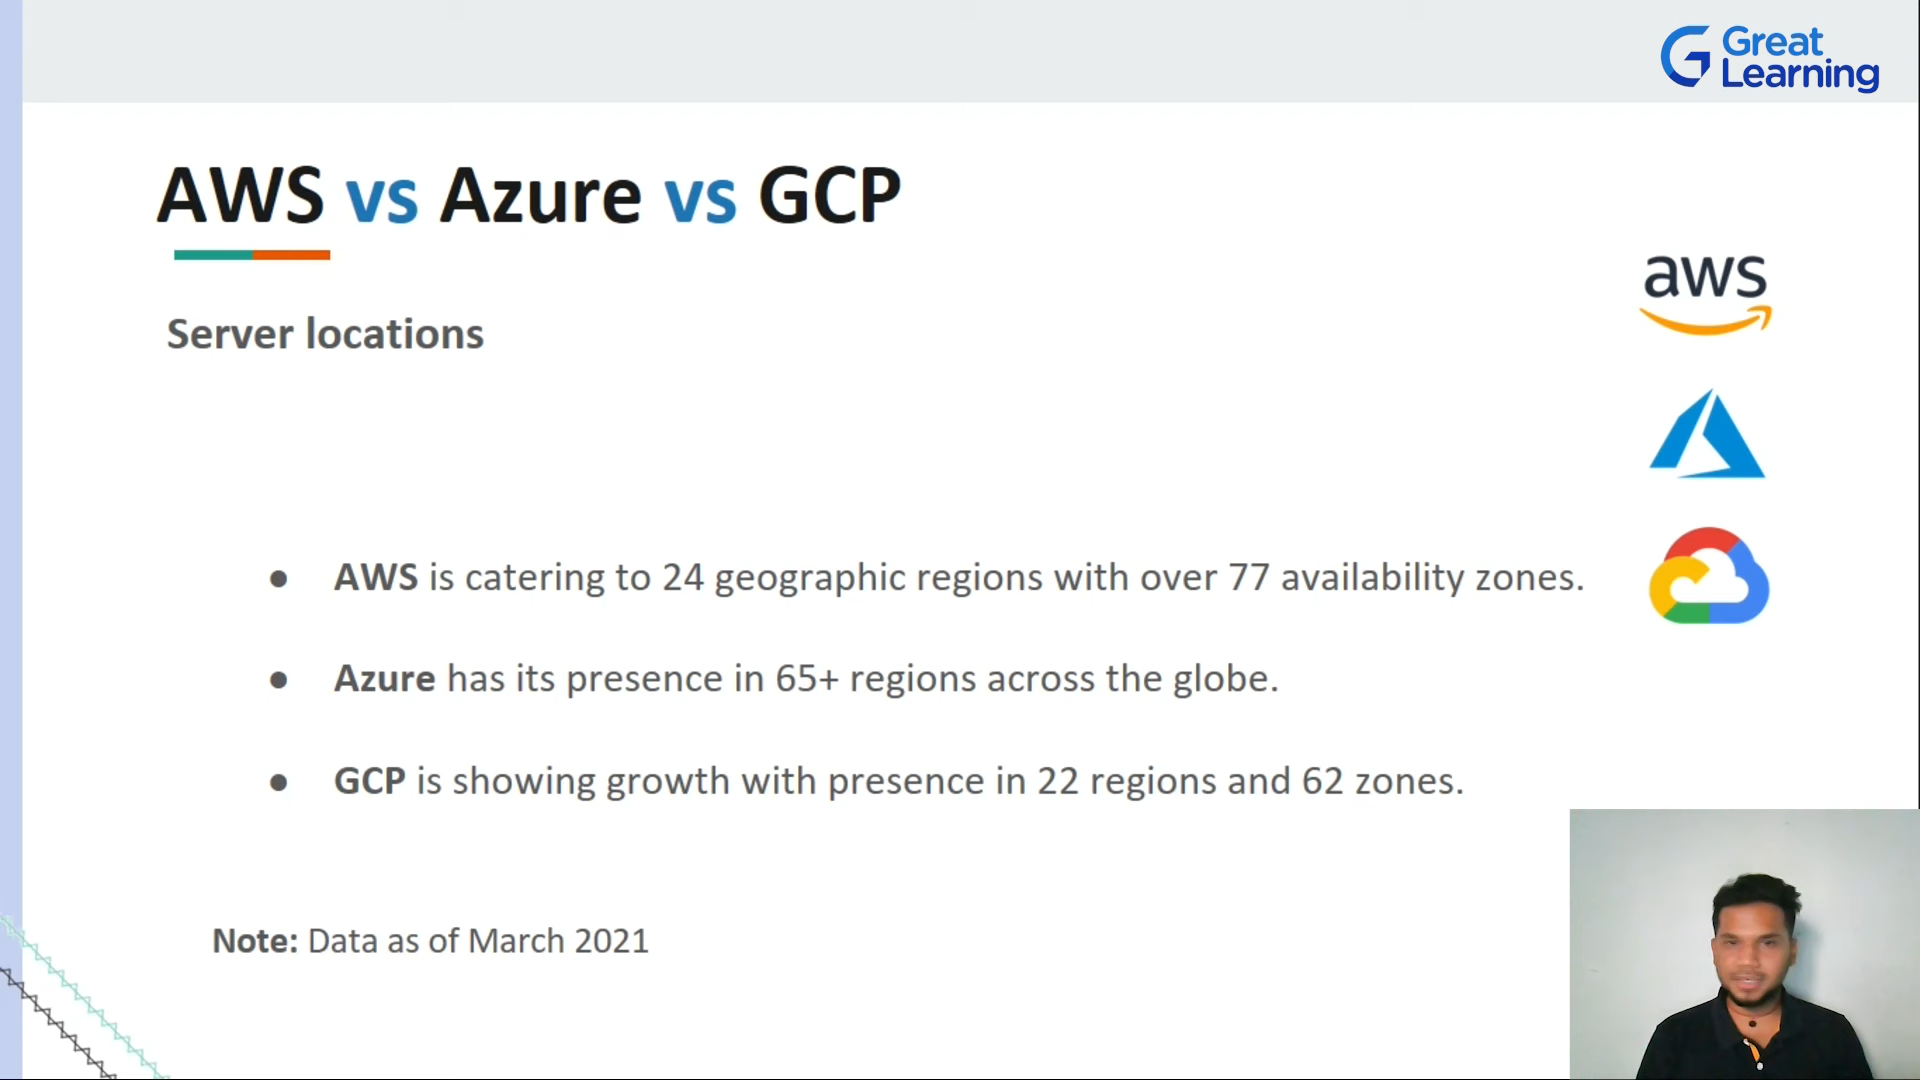 Great
Learning
AWS vs Azure vs GCP
aws
Server locations
● AWS is catering to 24 geographic regions with over 77 availability zones.
● Azure has its presence in 65+ regions across the globe.
● GCP is showing growth with presence in 22 regions and 62 zones.
Note: Data as of March 2021